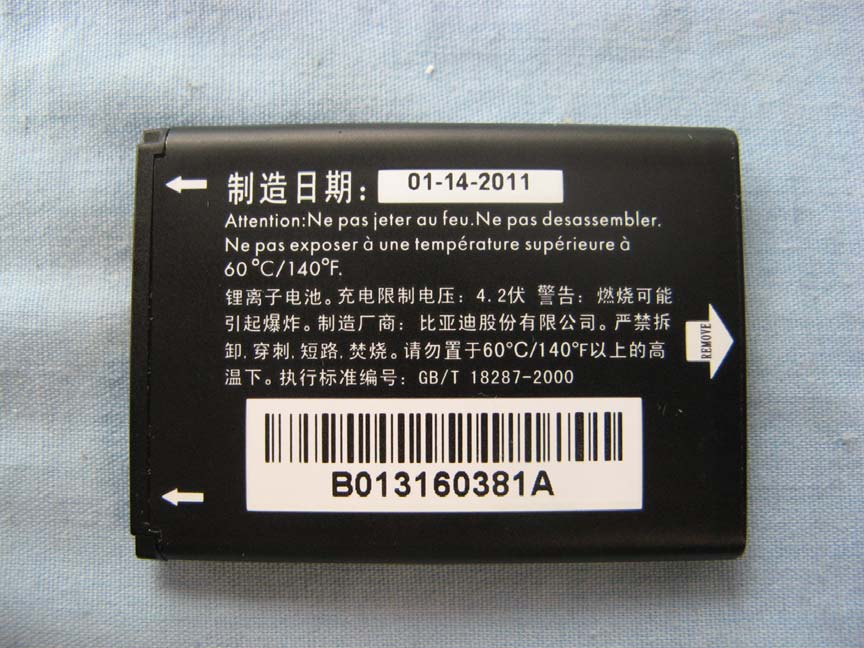 制造日期: 01-14-2011
Attention:Ne pas jeter au feu.Ne pas desassembler.
Ne pas exposer à une température supérieure à
60°C/140°F.
锂离子电池。充电限制电压: 4.2伏 警告: 燃烧可能
引起爆炸。制造厂商: 比亚迪股份有限公司。严禁拆
卸,穿刺,短路,焚烧。请勿置于60°C/140°F以上的高
温下。执行标准编号: GB/T 18287-2000
REMOVE
B013160381A